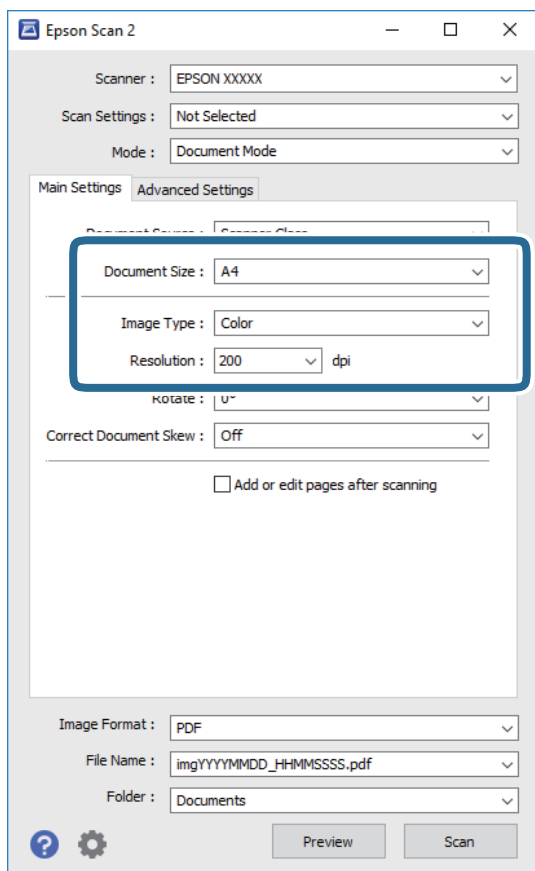 Epson Scan 2
Scanner : EPSON XXXXX
Scan Settings : Not Selected
Mode : Document Mode
Main Settings Advanced Settings
Document Size : A4
Image Type : Color
Resolution : 200 dpi
Rotate : 0°
Correct Document Skew : Off
Add or edit pages after scanning
Image Format : PDF
File Name : imgYYYYMMDD_HHMMSSSS.pdf
Folder : Documents
? Preview Scan